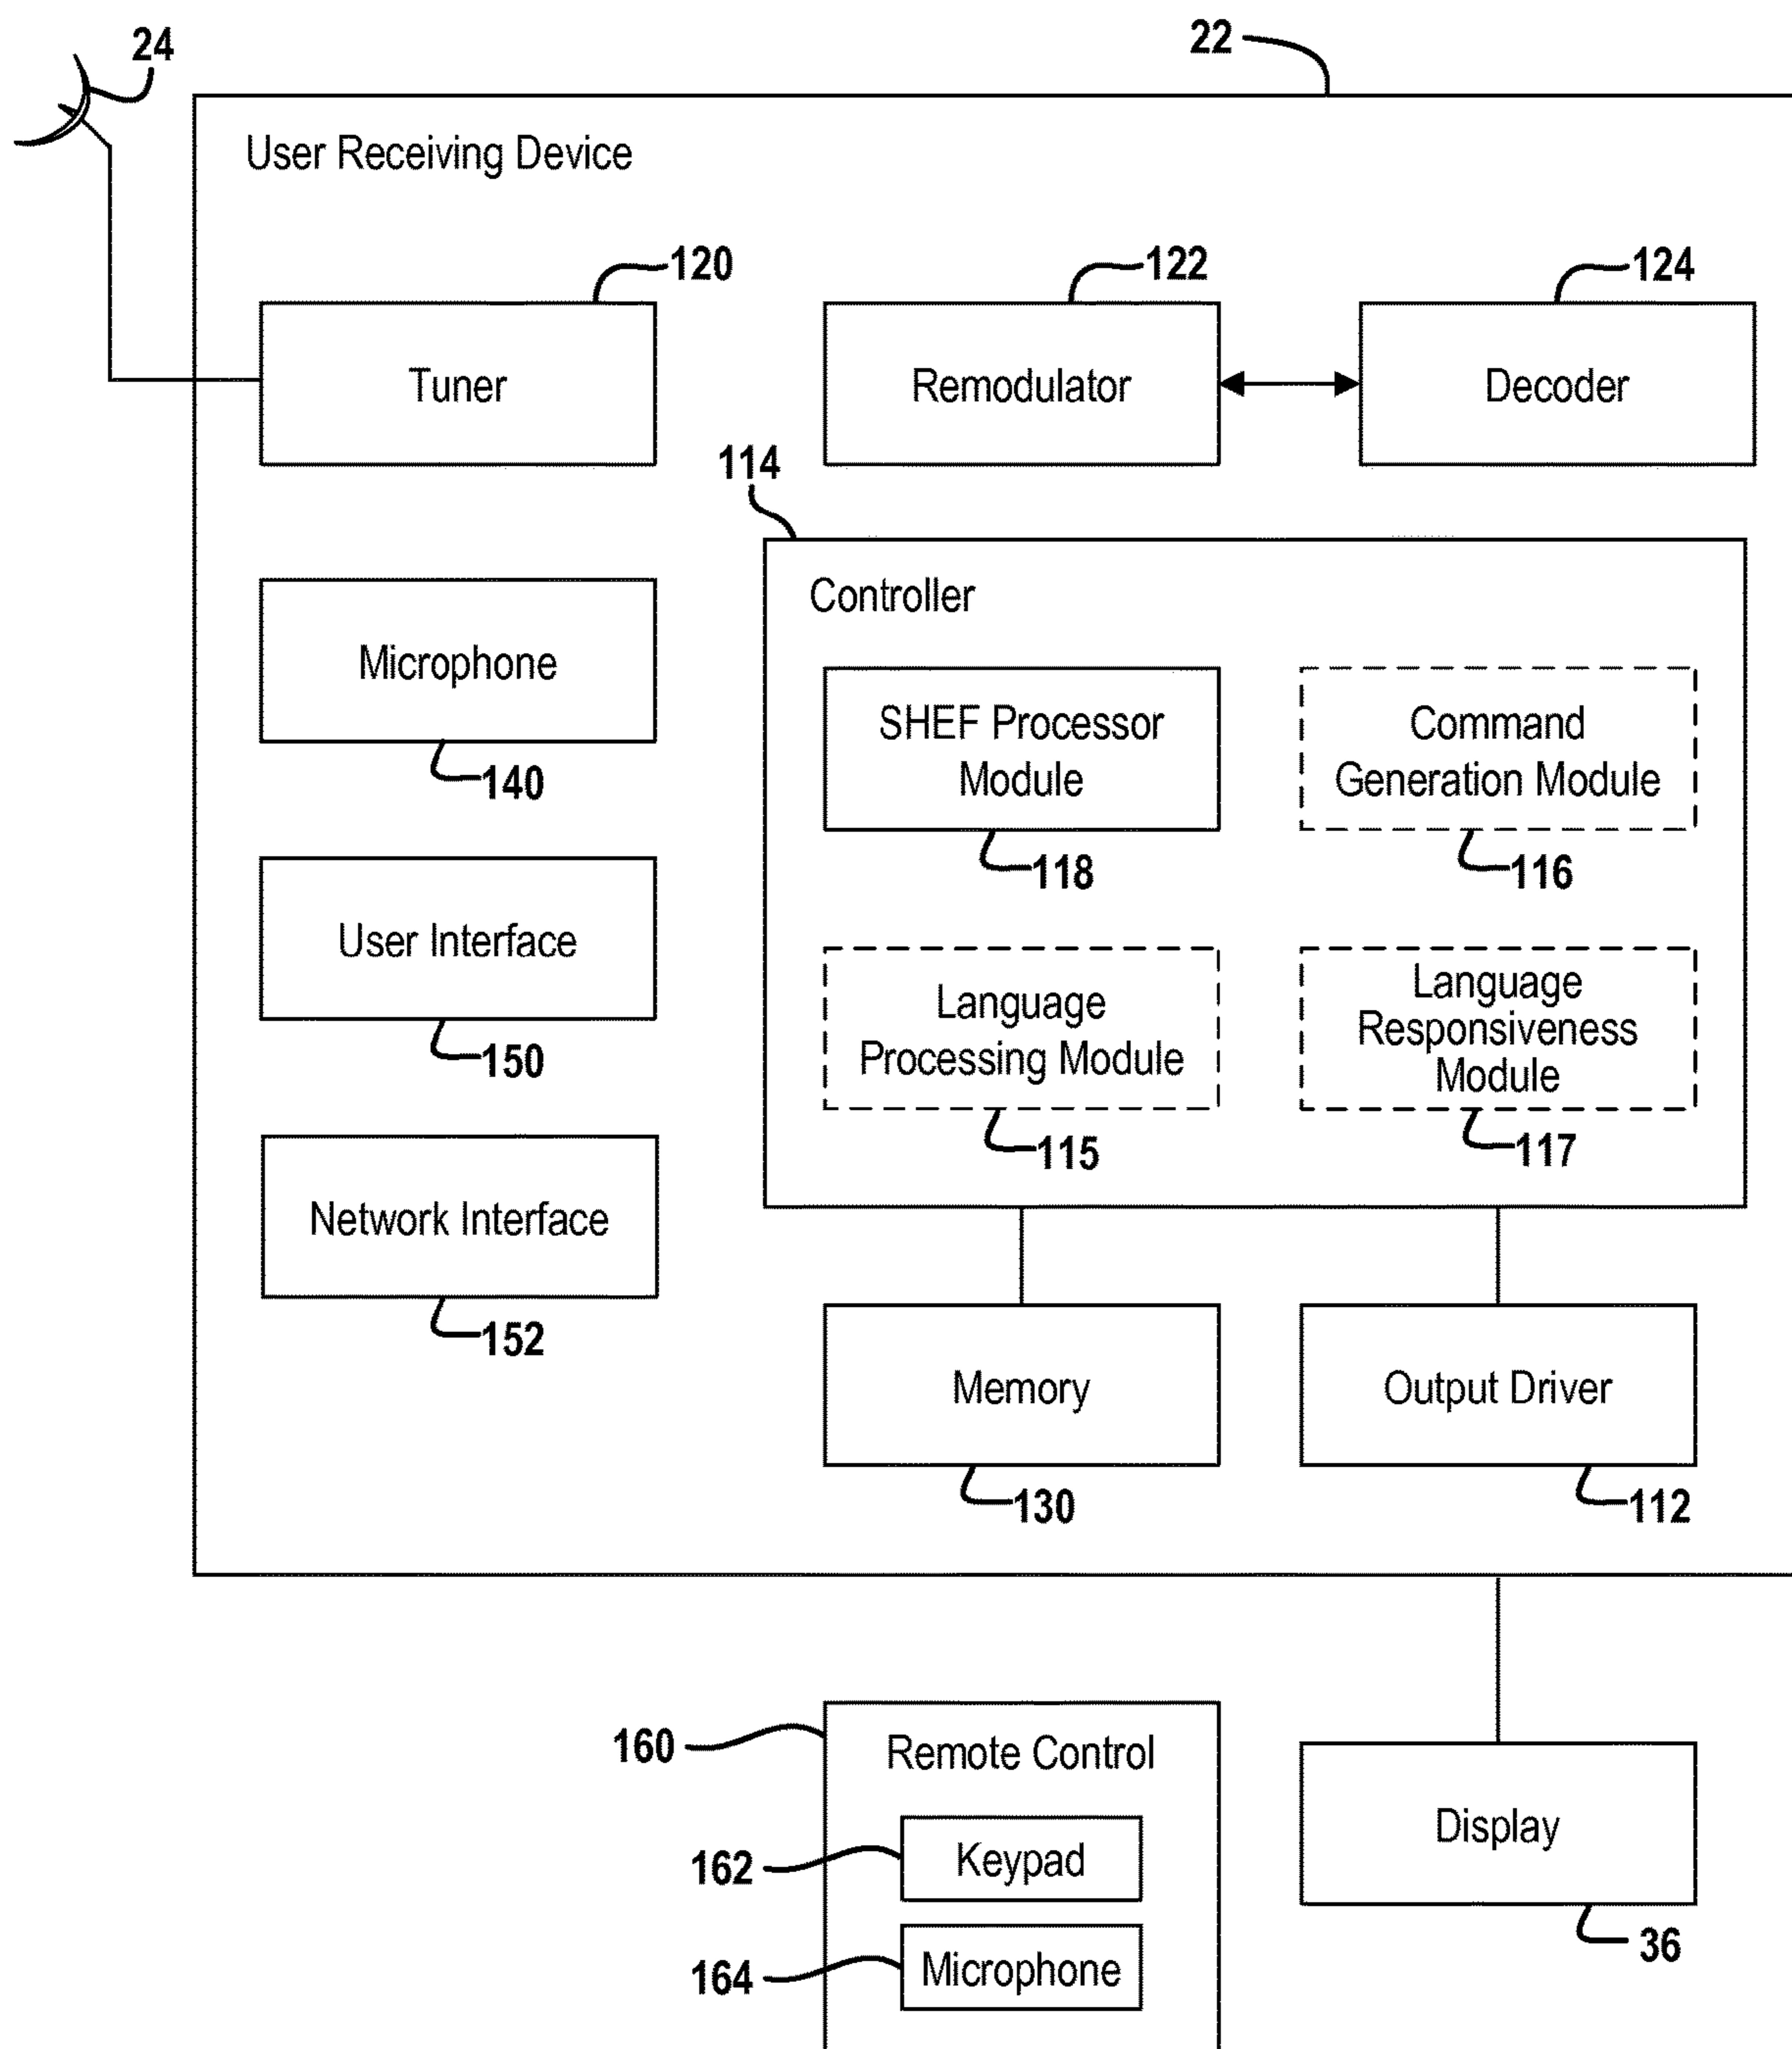 24
22
User Receiving Device
120
122
124
Tuner
Remodulator
Decoder
114
Controller
Microphone
140
SHEF Processor
Module
118
Command
Generation Module
116
User Interface
150
Language
Processing Module
115
Language
Responsiveness
Module
117
Network Interface
152
Memory
130
Output Driver
112
160
Remote Control
162
Keypad
164
Microphone
Display
36